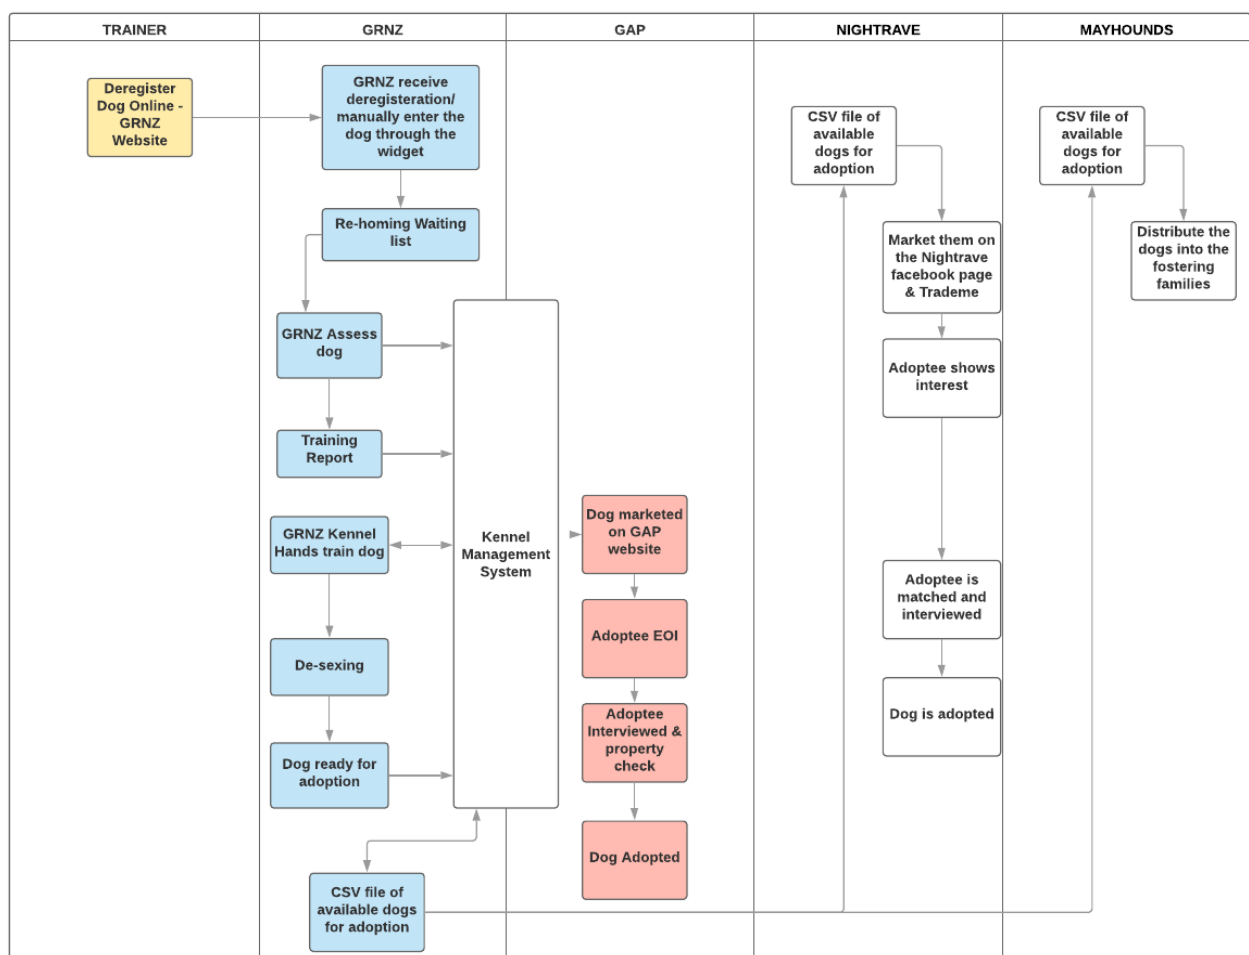 TRAINER
GRNZ
GAP
NIGHTRAVE
MAYHOUNDS
Deregister
Dog Online -
GRNZ
Website
GRNZ receive
deregisteration/
manually enter the
dog through the
widget
Re-homing Waiting
list
GRNZ Assess
dog
Training
Report
GRNZ Kennel
Hands train dog
De-sexing
Dog ready for
adoption
CSV file of
available dogs
for adoption
Kennel
Management
System
Dog marketed
on GAP
website
Adoptee EOI
Adoptee
Interviewed &
property
check
Dog Adopted
CSV file of
available
dogs for
adoption
Market them on
the Nightrave
facebook page
& Trademe
Adoptee shows
interest
Adoptee is
matched and
interviewed
Dog is adopted
CSV file of
available
dogs for
adoption
Distribute the
dogs into the
fostering
families